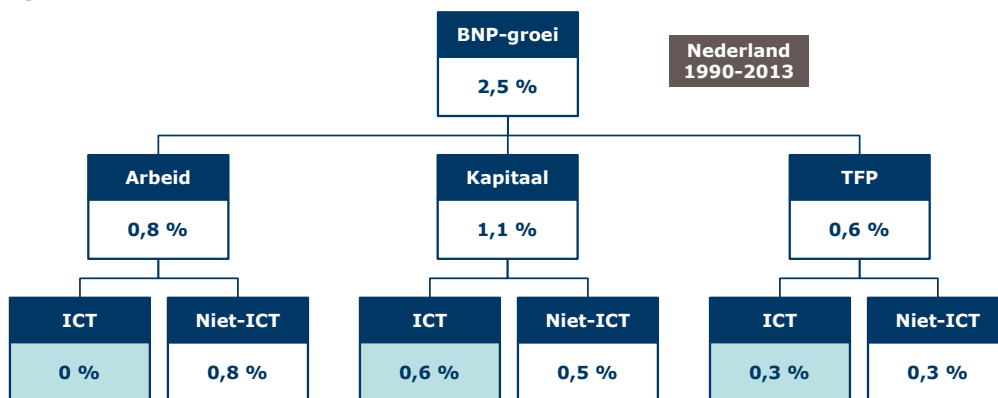 BNP-groei
2,5 %
Nederland
1990-2013
Arbeid
0,8 %
Kapitaal
1,1 %
TFP
0,6 %
ICT
0 %
Niet-ICT
0,8 %
ICT
0,6 %
Niet-ICT
0,5 %
ICT
0,3 %
Niet-ICT
0,3 %